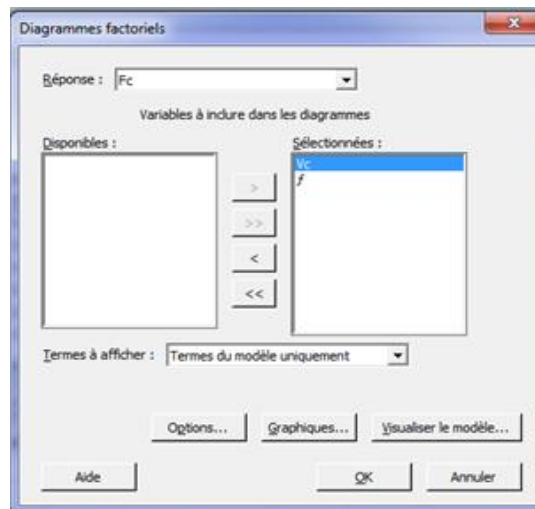 Diagrammes factoriels
Réponse : Fc
Variables à inclure dans les diagrammes
Disponibles : Sélectionnées :
Vc
f
>
>>
<
<<
Termes à afficher : Termes du modèle uniquement
Options... Graphiques... Visualiser le modèle...
Aide OK Annuler